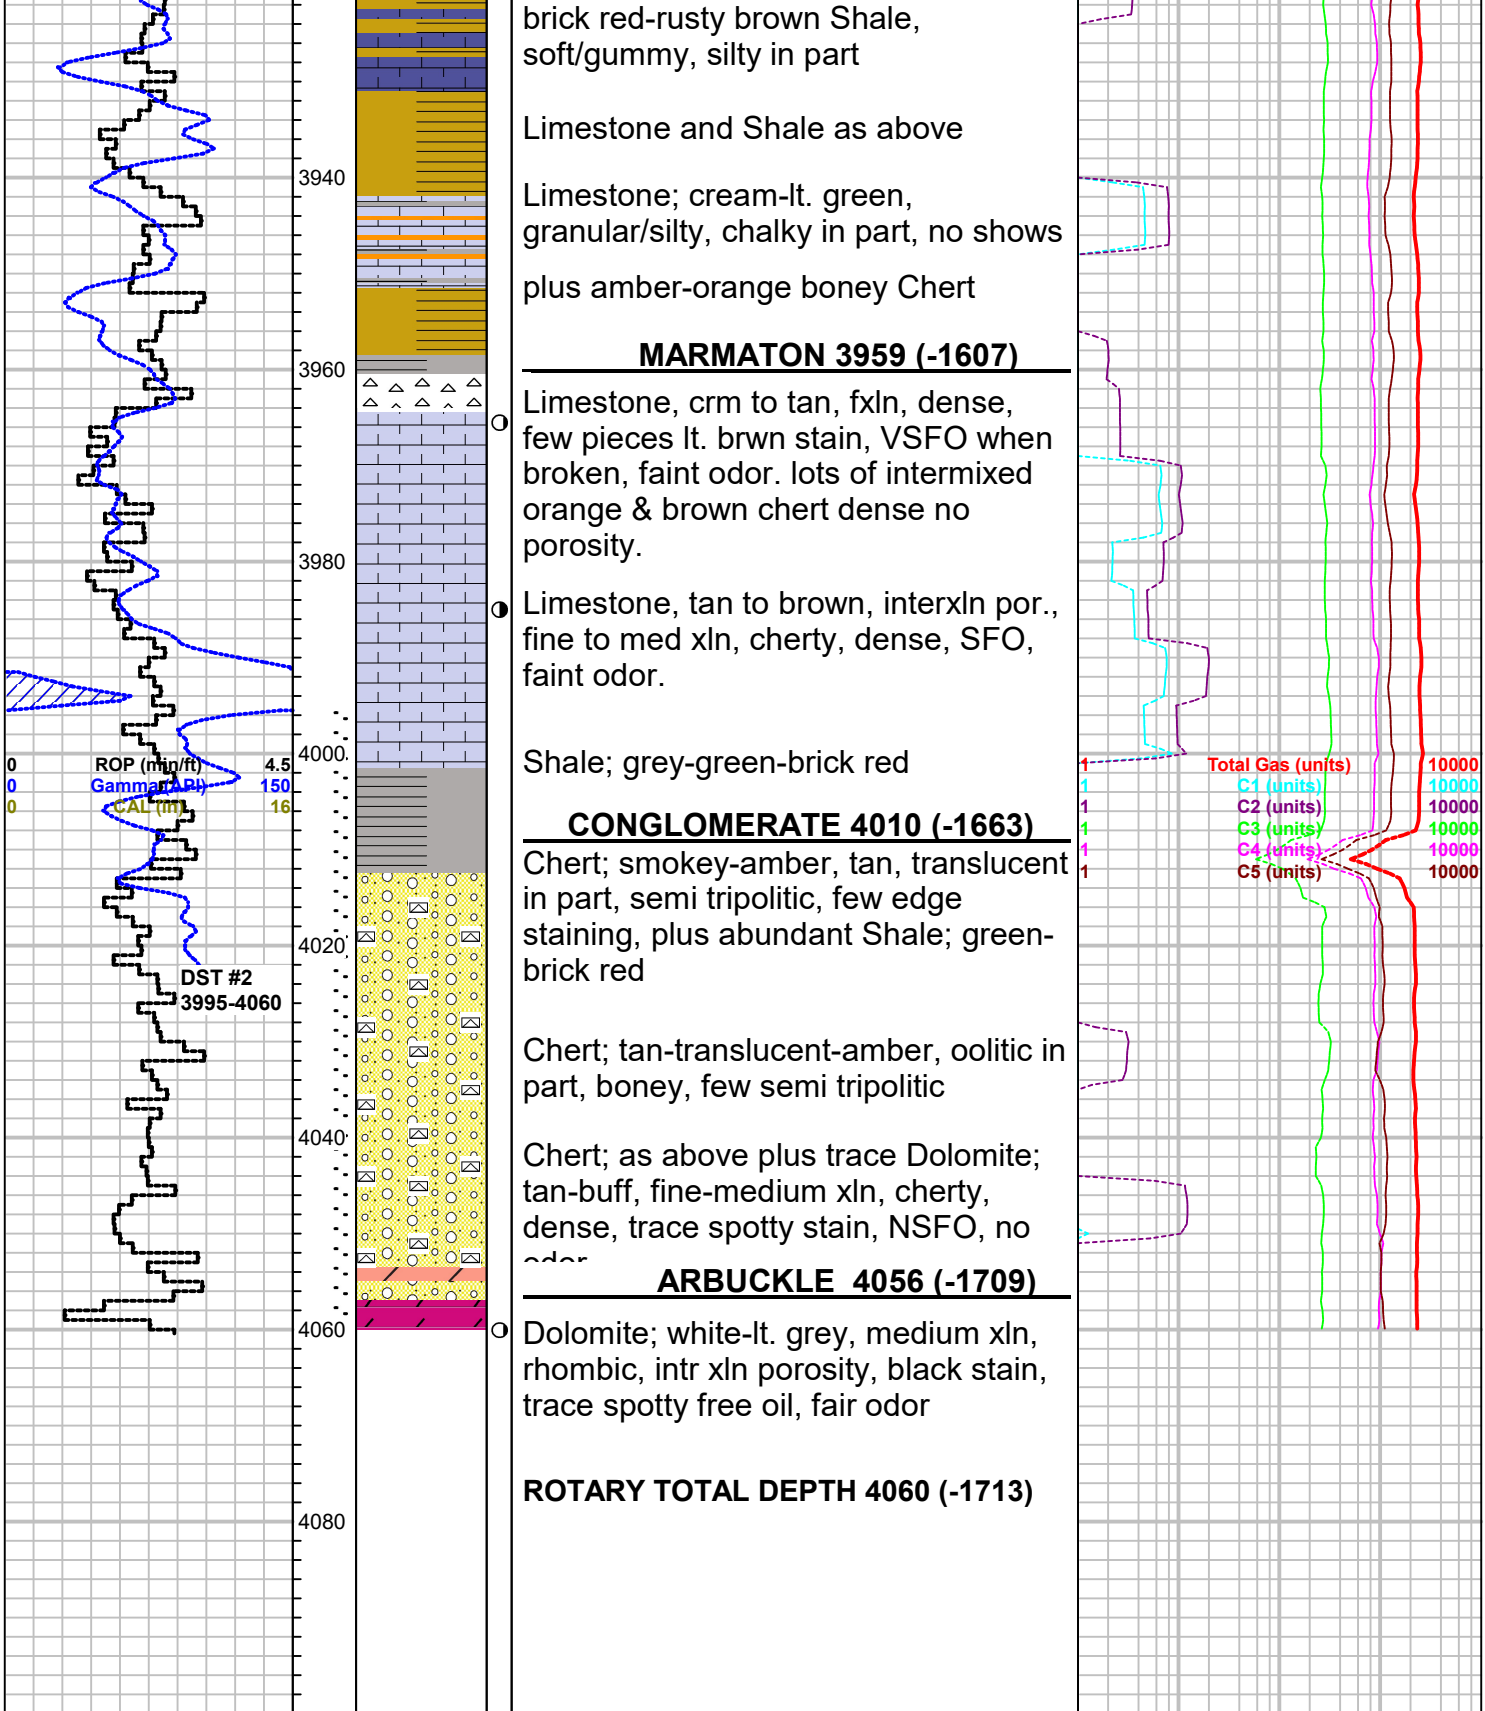 brick red-rusty brown Shale,
soft/gummy, silty in part
Limestone and Shale as above
3940
Limestone; cream-lt. green,
granular/silty, chalky in part, no shows
plus amber-orange boney Chert
MARMATON 3959 (-1607)
3960
Limestone, crm to tan, fxln, dense,
few pieces lt. brwn stain, VSFO when
broken, faint odor. lots of intermixed
orange & brown chert dense no
porosity.
3980
Limestone, tan to brown, interxln por.,
fine to med xln, cherty, dense, SFO,
faint odor.
4000
Shale; grey-green-brick red
0 ROP (min/ft) 4.5
0 Gamma (API) 150
0 CAL (in) 16
1 Total Gas (units) 10000
1 C1 (units) 10000
1 C2 (units) 10000
1 C3 (units) 10000
1 C4 (units) 10000
1 C5 (units) 10000
CONGLOMERATE 4010 (-1663)
Chert; smokey-amber, tan, translucent
in part, semi tripolitic, few edge
staining, plus abundant Shale; green-
brick red
4020
DST #2
3995-4060
Chert; tan-translucent-amber, oolitic in
part, boney, few semi tripolitic
4040
Chert; as above plus trace Dolomite;
tan-buff, fine-medium xln, cherty,
dense, trace spotty stain, NSFO, no
odor
ARBUCKLE 4056 (-1709)
4060
Dolomite; white-lt. grey, medium xln,
rhombic, intr xln porosity, black stain,
trace spotty free oil, fair odor
ROTARY TOTAL DEPTH 4060 (-1713)
4080